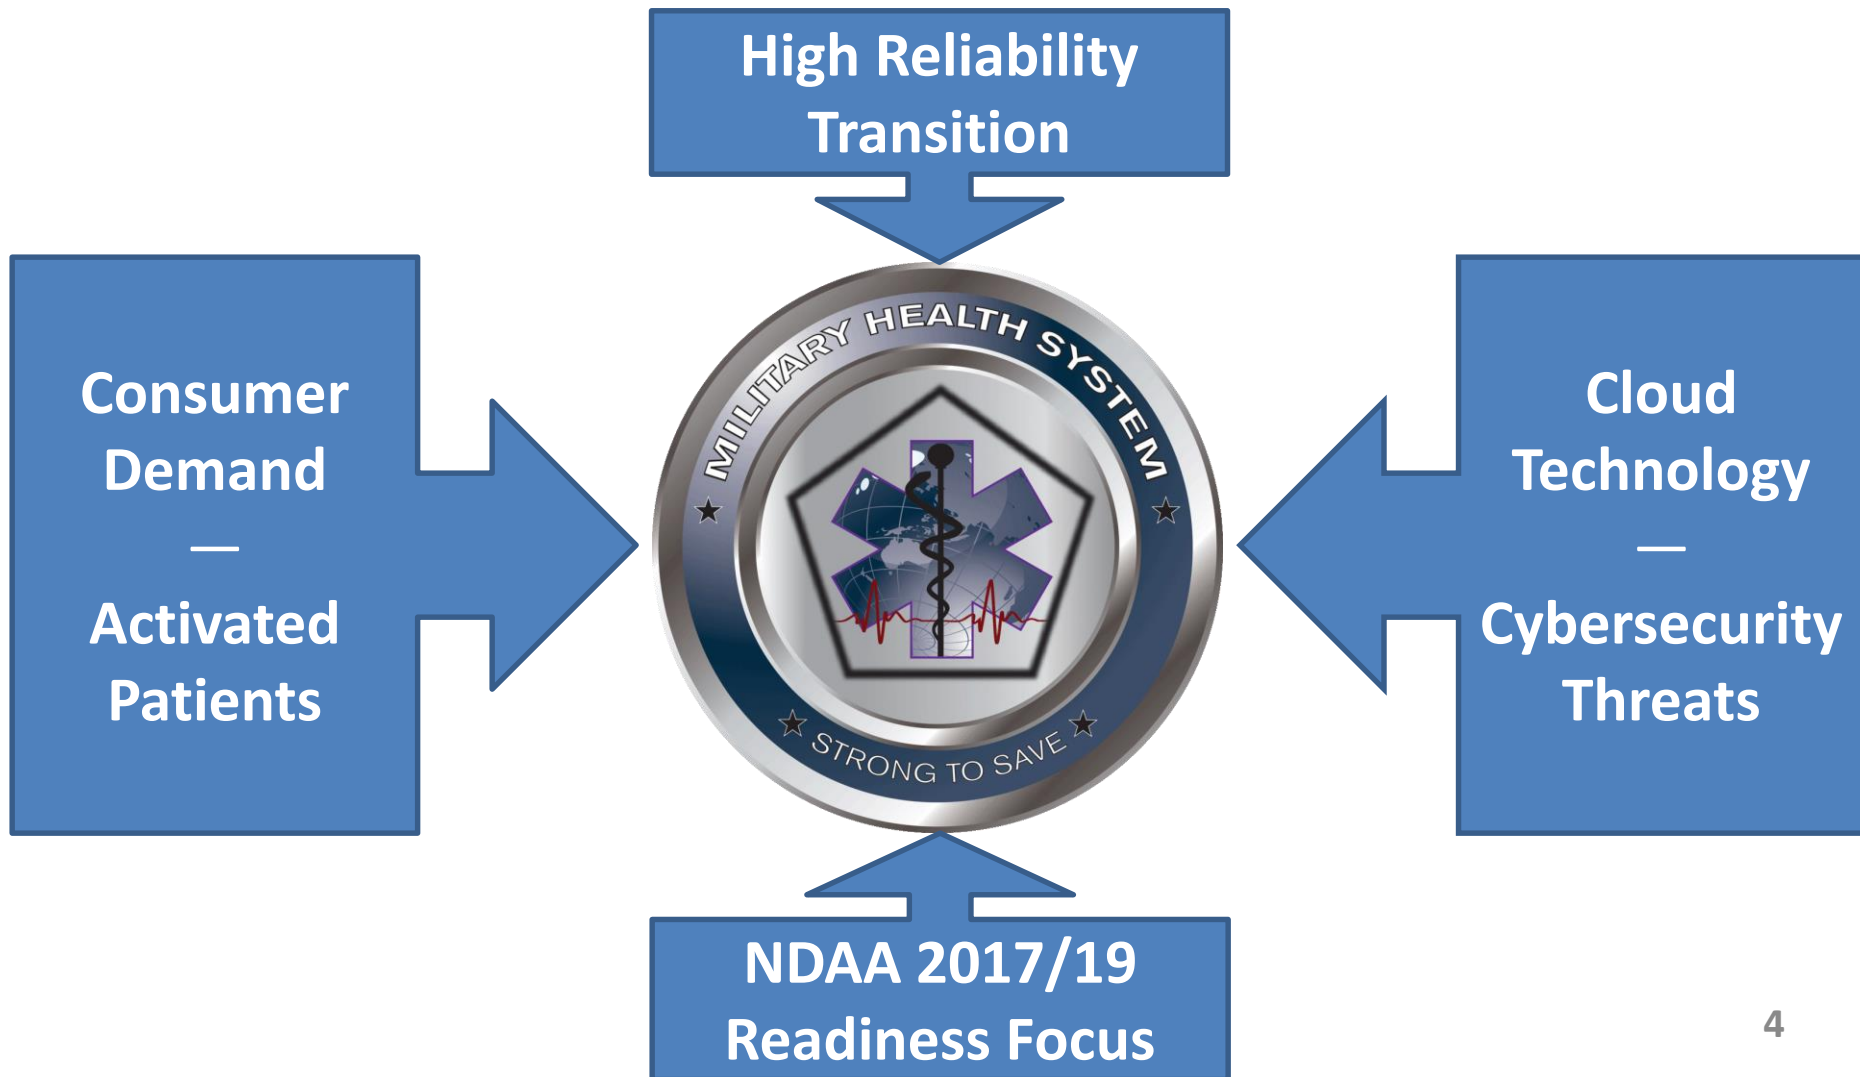 High Reliability
Transition
Consumer
Demand
—
Activated
Patients
MILITARY HEALTH SYSTEM
STRONG TO SAVE
Cloud
Technology
—
Cybersecurity
Threats
NDAA 2017/19
Readiness Focus
4